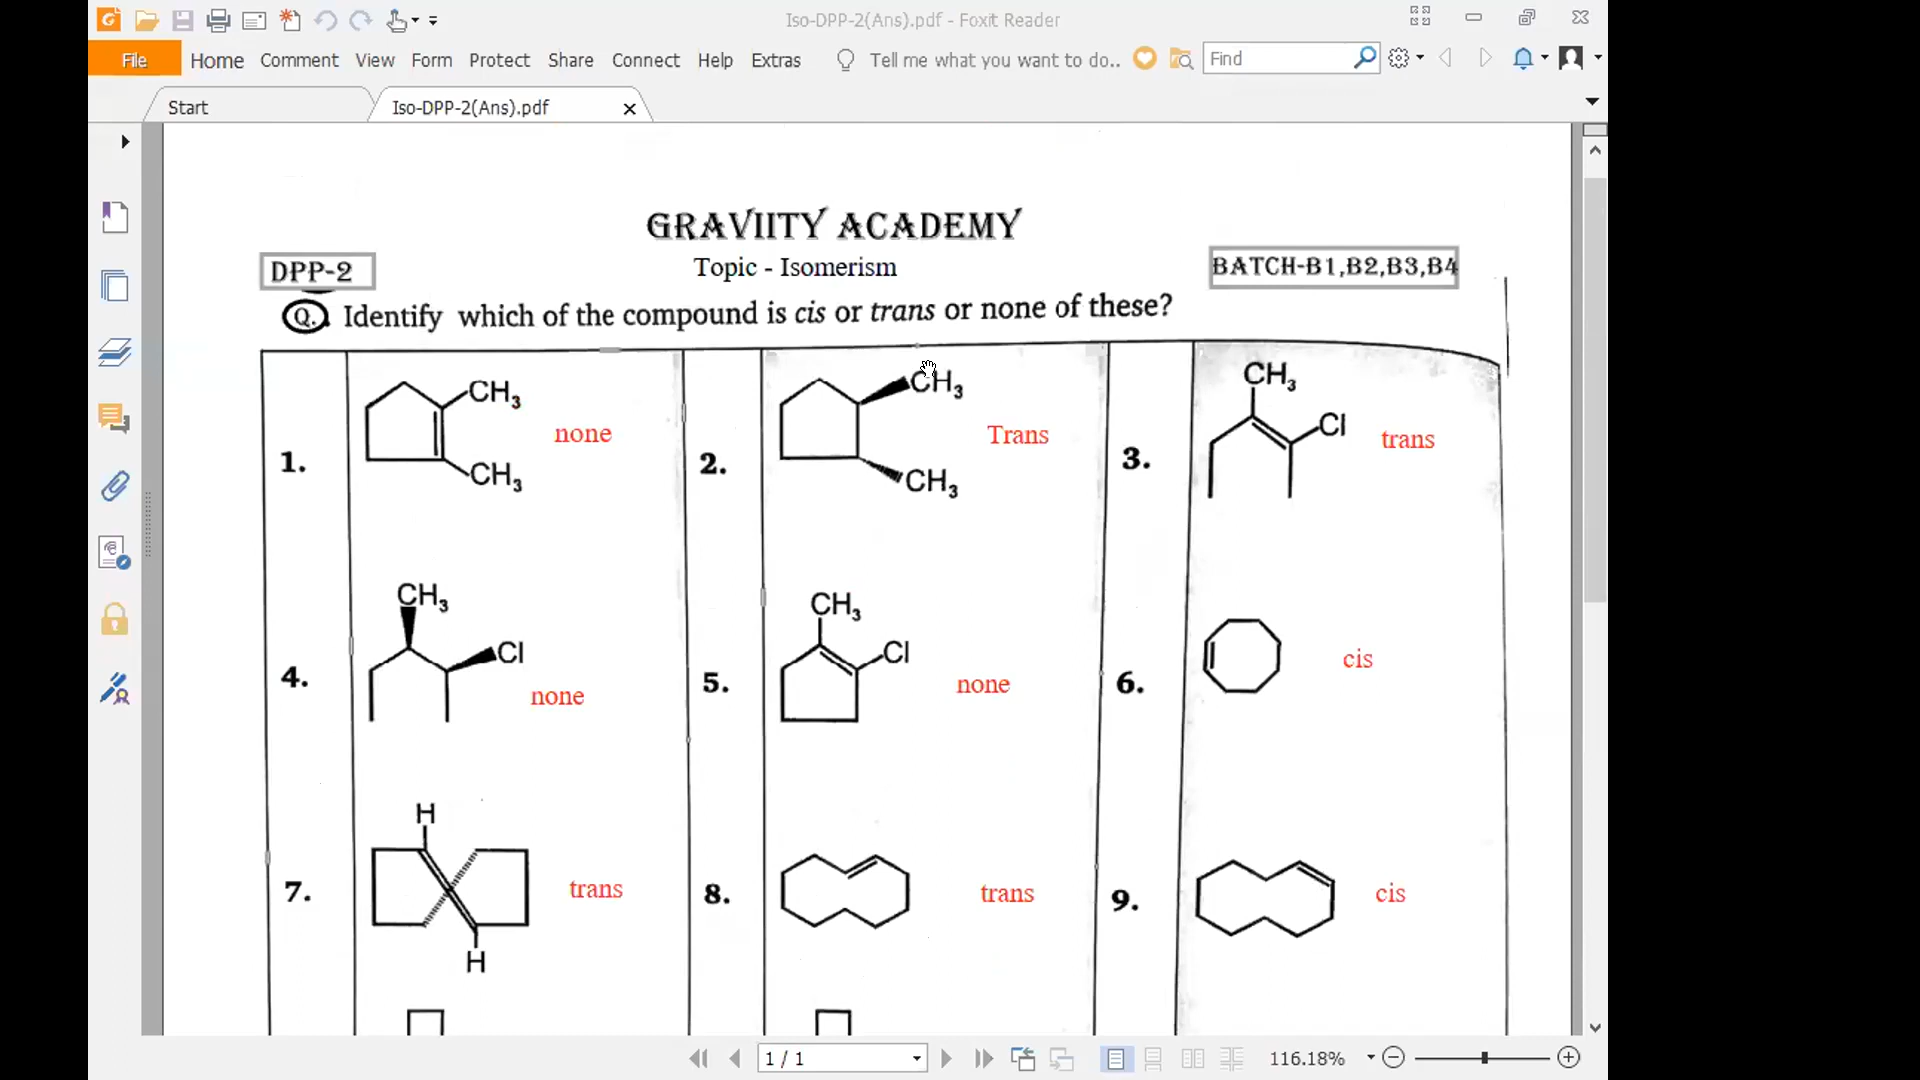 Iso-DPP-2(Ans).pdf - Foxit Reader
File Home Comment View Form Protect Share Connect Help Extras Tell me what you want to do.. Find
Start Iso-DPP-2(Ans).pdf
GRAVIITY ACADEMY
DPP-2 Topic - Isomerism BATCH-B1,B2,B3,B4
Q. Identify which of the compound is cis or trans or none of these?
1. CH3 CH3 none
2. CH3 CH3 Trans
3. CH3 Cl trans
4. CH3 Cl none
5. CH3 Cl none
6. cis
7. H H trans
8. trans
9. cis
1 / 1 116.18%